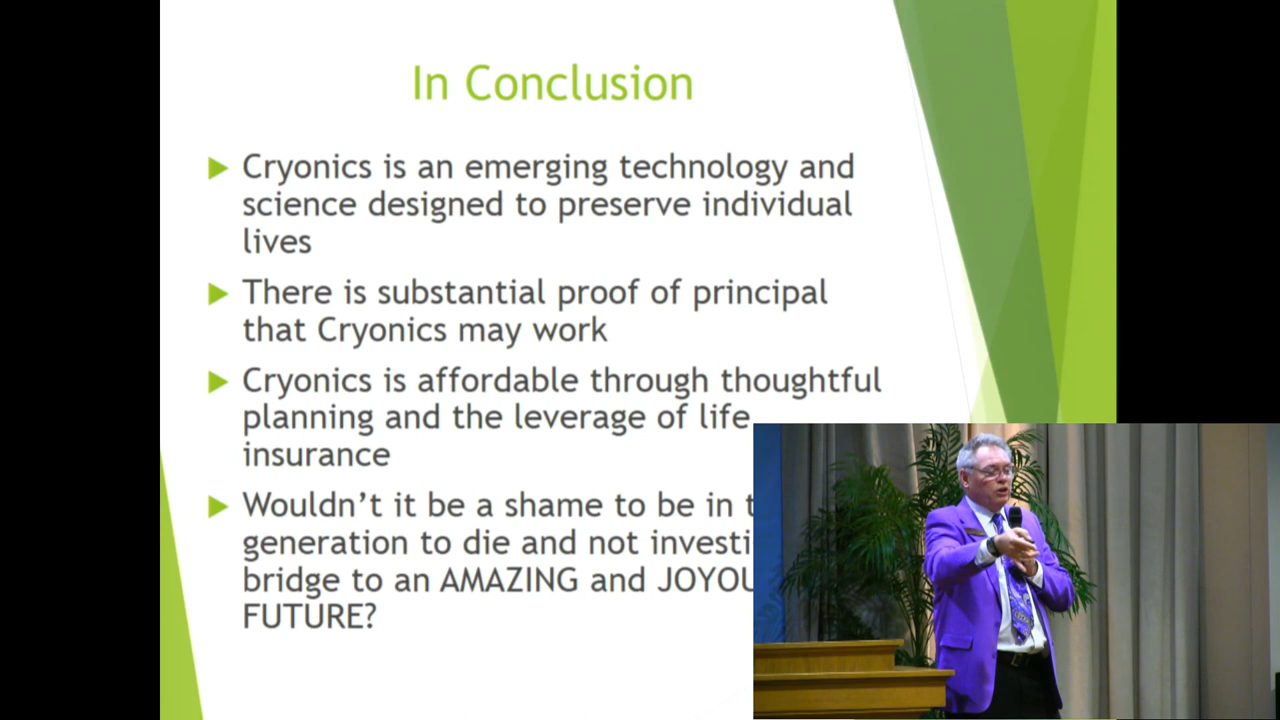 In Conclusion
Cryonics is an emerging technology and
science designed to preserve individual
lives
There is substantial proof of principal
that Cryonics may work
Cryonics is affordable through thoughtful
planning and the leverage of life
insurance
Wouldn't it be a shame to be in
generation to die and not
bridge to an AMAZING and
FUTURE?